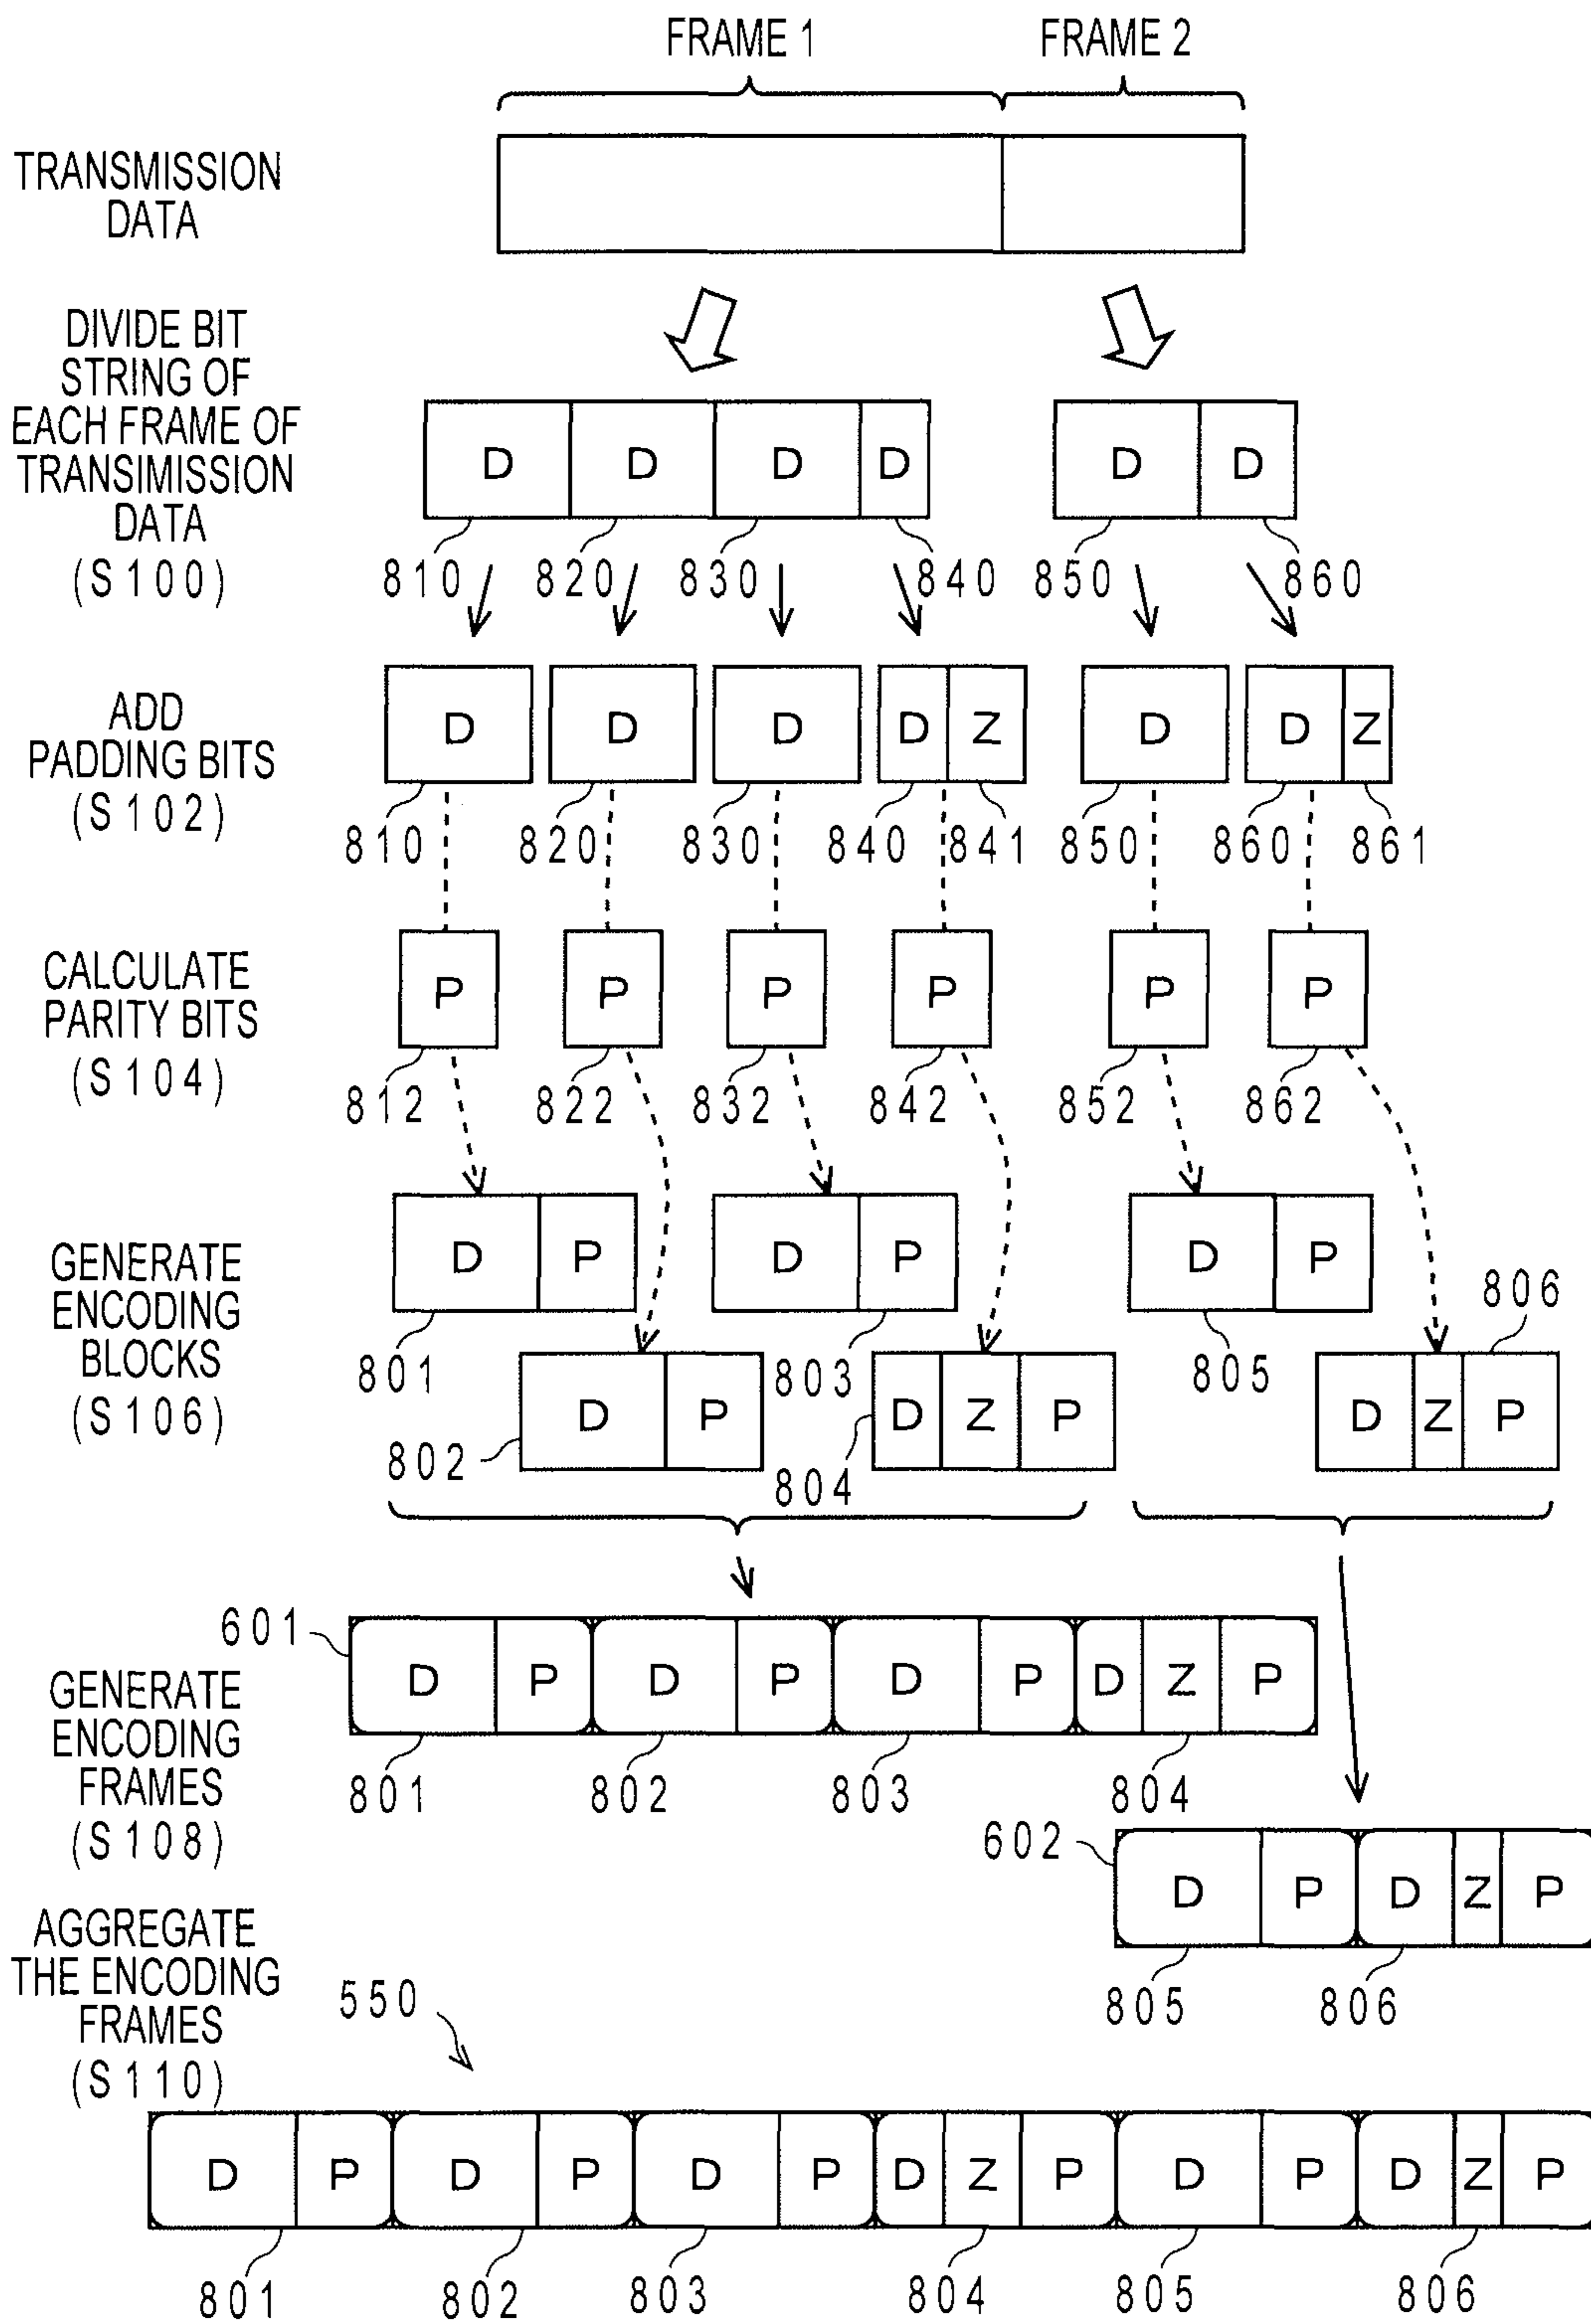 FRAME 1 FRAME 2
TRANSMISSION
DATA
DIVIDE BIT
STRING OF
EACH FRAME OF
TRANSIMISSION
DATA
(S100)
D D D D D D
810 820 830 840 850 860
ADD
PADDING BITS
(S102)
D D D D Z D D Z
810 820 830 840 841 850 860 861
CALCULATE
PARITY BITS
(S104)
P P P P P P
812 822 832 842 852 862
GENERATE
ENCODING
BLOCKS
(S106)
D P D P D P
801 803 805 806
D P D Z P D Z P
802 804
601
GENERATE
ENCODING
FRAMES
(S108)
D P D P D P D Z P
801 802 803 804
602
D P D Z P
805 806
AGGREGATE
THE ENCODING
FRAMES
(S110)
550
D P D P D P D Z P D P D Z P
801 802 803 804 805 806